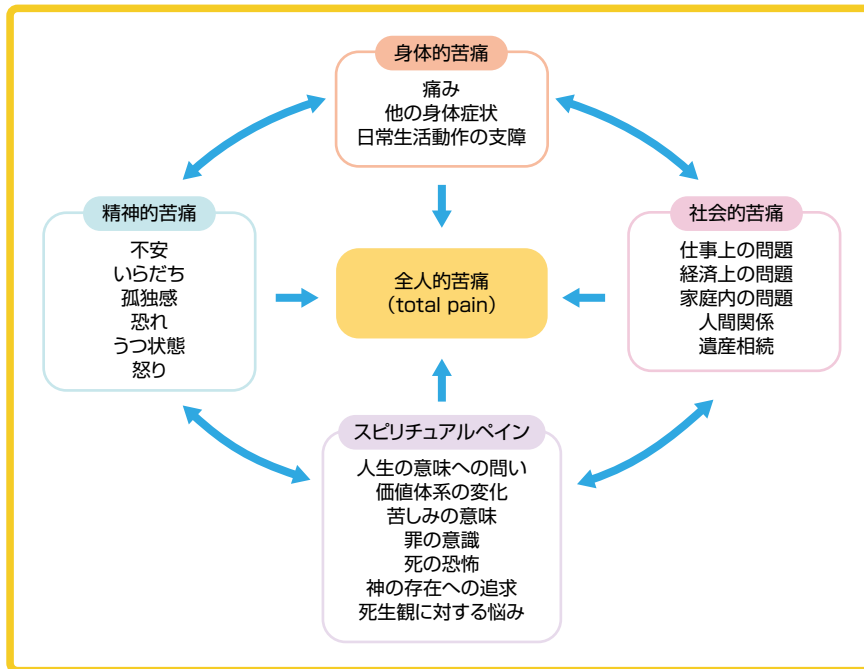 身体的苦痛
痛み
他の身体症状
日常生活動作の支障
精神的苦痛
不安
いらだち
孤独感
恐れ
うつ状態
怒り
全人的苦痛
（total pain）
社会的苦痛
仕事上の問題
経済上の問題
家庭内の問題
人間関係
遺産相続
スピリチュアルペイン
人生の意味への問い
価値体系の変化
苦しみの意味
罪の意識
死の恐怖
神の存在への追求
死生観に対する悩み